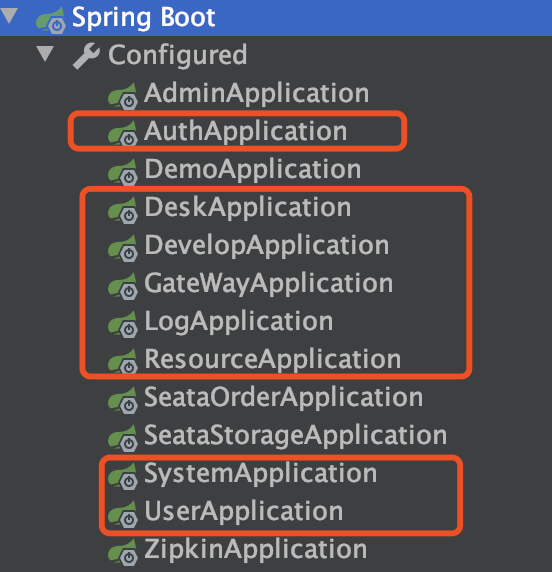 Spring Boot
Configured
AdminApplication
AuthApplication
DemoApplication
DeskApplication
DevelopApplication
GateWayApplication
LogApplication
ResourceApplication
SeataOrderApplication
SeataStorageApplication
SystemApplication
UserApplication
ZipkinApplication